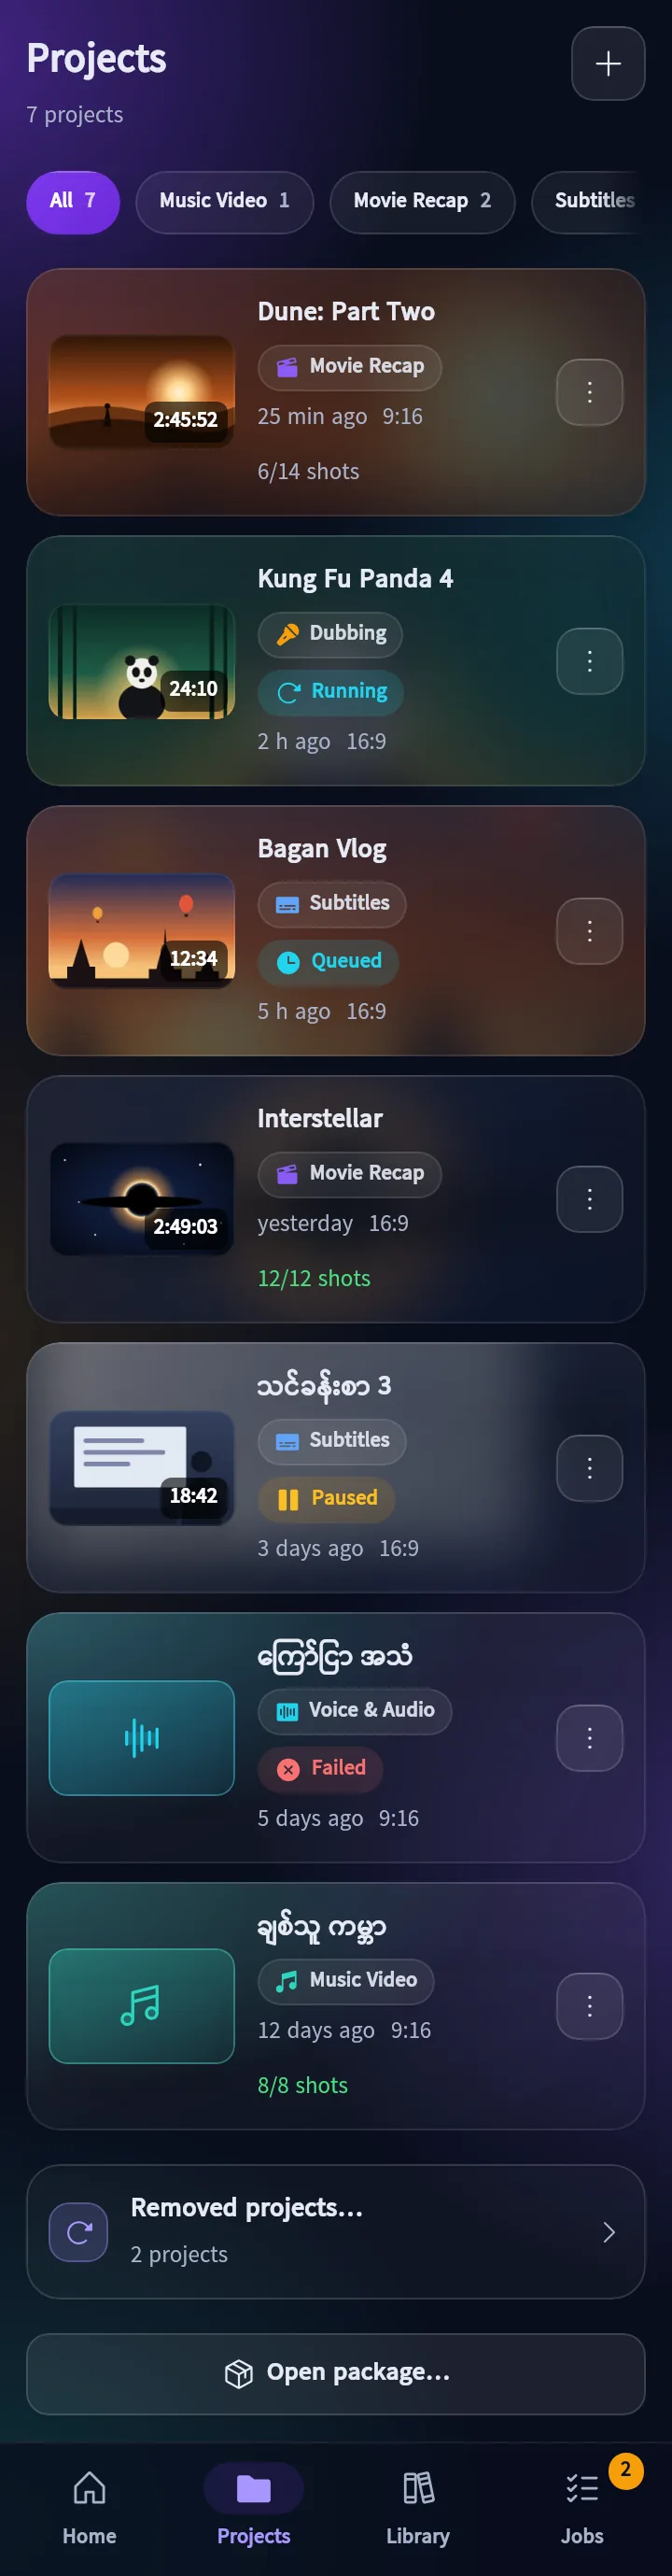 Projects
7 projects
All 7
Music Video 1
Movie Recap 2
Subtitles
Dune: Part Two
Movie Recap
2:45:52
25 min ago 9:16
6/14 shots
Kung Fu Panda 4
Dubbing
24:10
Running
2 h ago 16:9
Bagan Vlog
Subtitles
12:34
Queued
5 h ago 16:9
Interstellar
Movie Recap
2:49:03
yesterday 16:9
12/12 shots
သင်ခန်းစာ 3
Subtitles
18:42
Paused
3 days ago 16:9
ကြော်ငြာ အသံ
Voice & Audio
Failed
5 days ago 9:16
ချစ်သူ ကမ္ဘာ
Music Video
12 days ago 9:16
8/8 shots
Removed projects...
2 projects
Open package...
2
Home
Projects
Library
Jobs